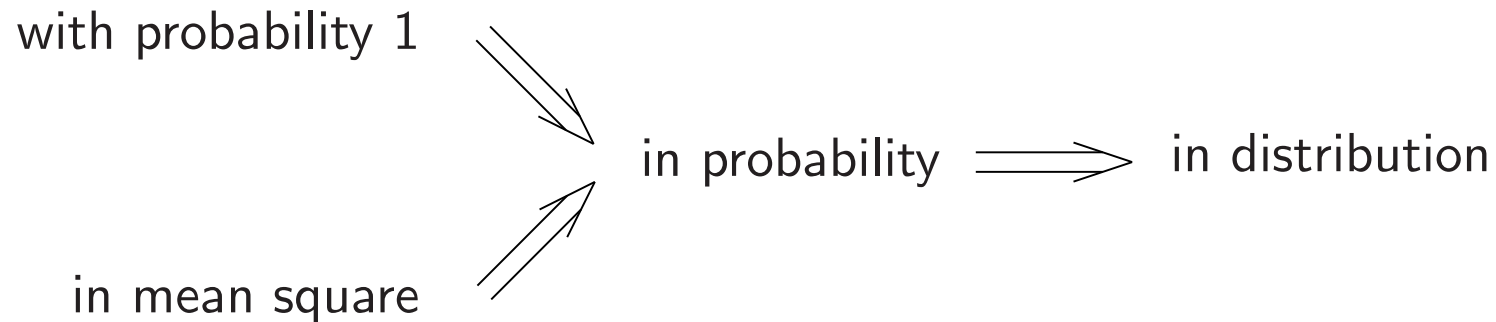 with probability 1
in probability
in distribution
in mean square